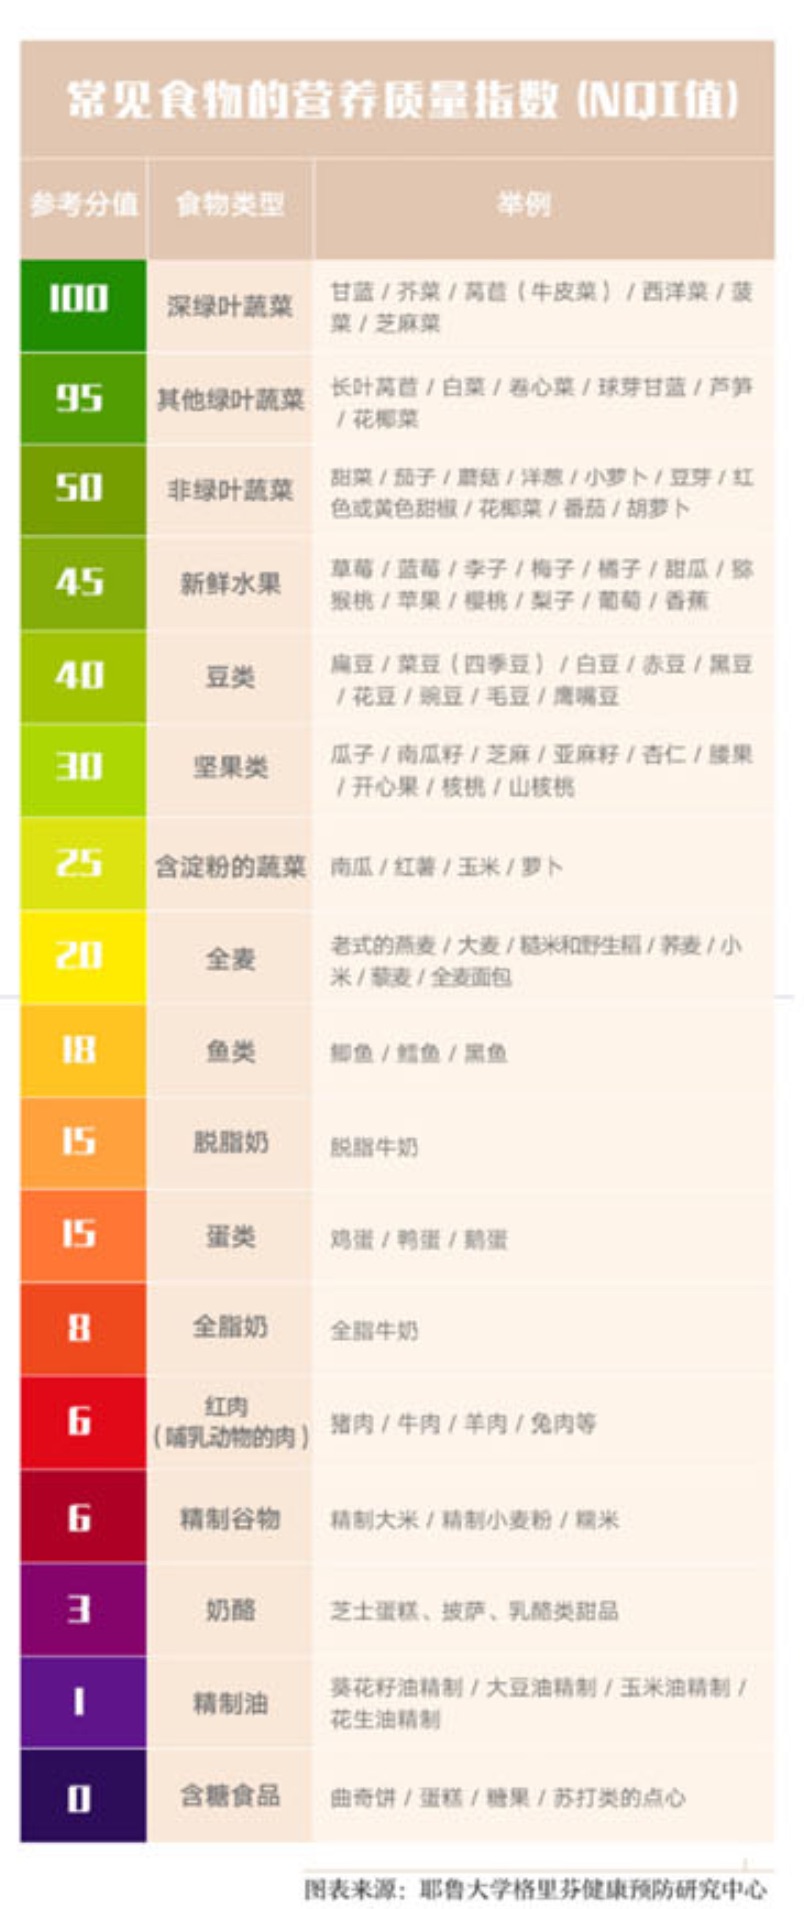 常见食物的营养质量指数 (NQI值)
参考分值 食物类型 举例
100 深绿叶蔬菜 甘蓝 / 芥菜 / 莴苣 ( 牛皮菜 ) / 西洋菜 / 菠
菜 / 芝麻菜
95 其他绿叶蔬菜 长叶莴苣 / 白菜 / 卷心菜 / 球芽甘蓝 / 芦笋
/ 花椰菜
50 非绿叶蔬菜 甜菜 / 茄子 / 蘑菇 / 洋葱 / 小萝卜 / 豆芽 / 红
色或黄色甜椒 / 花椰菜 / 番茄 / 胡萝卜
45 新鲜水果 草莓 / 蓝莓 / 李子 / 梅子 / 橘子 / 甜瓜 / 猕
猴桃 / 苹果 / 樱桃 / 梨子 / 葡萄 / 香蕉
40 豆类 扁豆 / 菜豆 ( 四季豆 ) / 白豆 / 赤豆 / 黑豆
/ 花豆 / 豌豆 / 毛豆 / 鹰嘴豆
30 坚果类 瓜子 / 南瓜籽 / 芝麻 / 亚麻籽 / 杏仁 / 腰果
/ 开心果 / 核桃 / 山核桃
25 含淀粉的蔬菜 南瓜 / 红薯 / 玉米 / 萝卜
20 全麦 老式的燕麦 / 大麦 / 糙米和野生稻 / 荞麦 / 小
米 / 藜麦 / 全麦面包
18 鱼类 鲫鱼 / 鳕鱼 / 黑鱼
15 脱脂奶 脱脂牛奶
15 蛋类 鸡蛋 / 鸭蛋 / 鹅蛋
8 全脂奶 全脂牛奶
6 红肉
( 哺乳动物的肉 ) 猪肉 / 牛肉 / 羊肉 / 兔肉等
6 精制谷物 精制大米 / 精制小麦粉 / 糯米
3 奶酪 芝士蛋糕、披萨、乳酪类甜品
1 精制油 葵花籽油精制 / 大豆油精制 / 玉米油精制 /
花生油精制
0 含糖食品 曲奇饼 / 蛋糕 / 糖果 / 苏打类的点心
图表来源：耶鲁大学格里芬健康预防研究中心